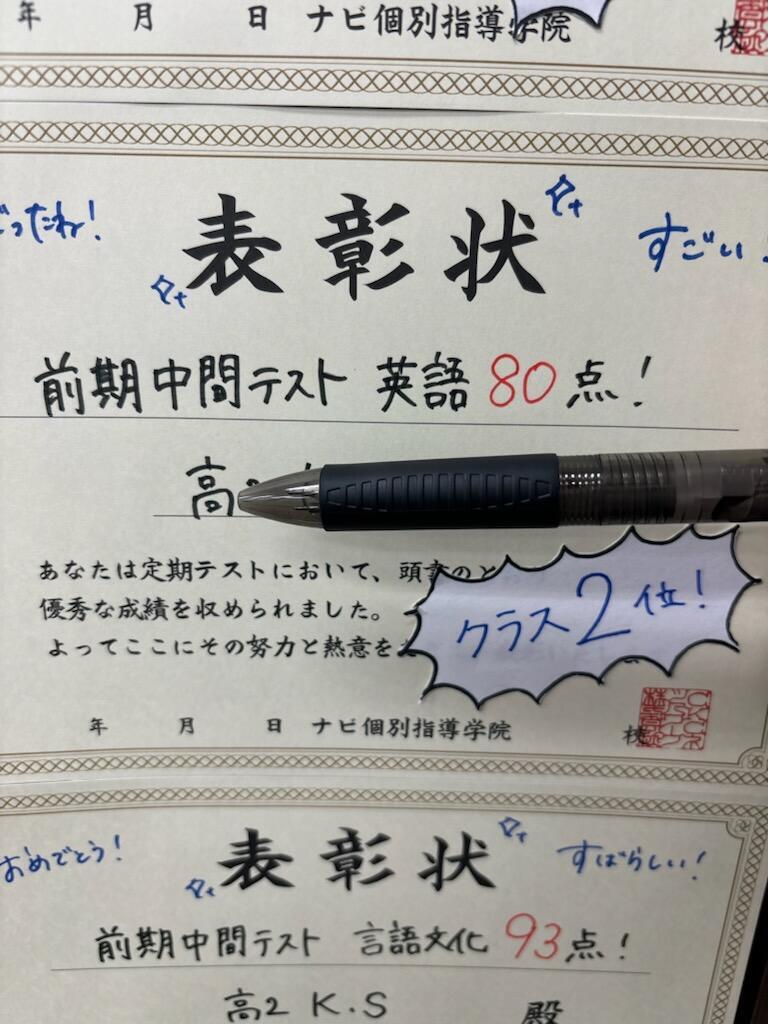 年 月 日 ナビ個別指導学院 校
ったね!
表彰状
すごい!
前期中間テスト 英語 80点!
高2
あなたは定期テストにおいて、頭書のと
優秀な成績を収められました。
よってここにその努力と熱意を
クラス2位!
年 月 日 ナビ個別指導学院 校
おめでとう!
表彰状
すばらしい!
前期中間テスト 言語文化 93点!
高2 K.S 殿